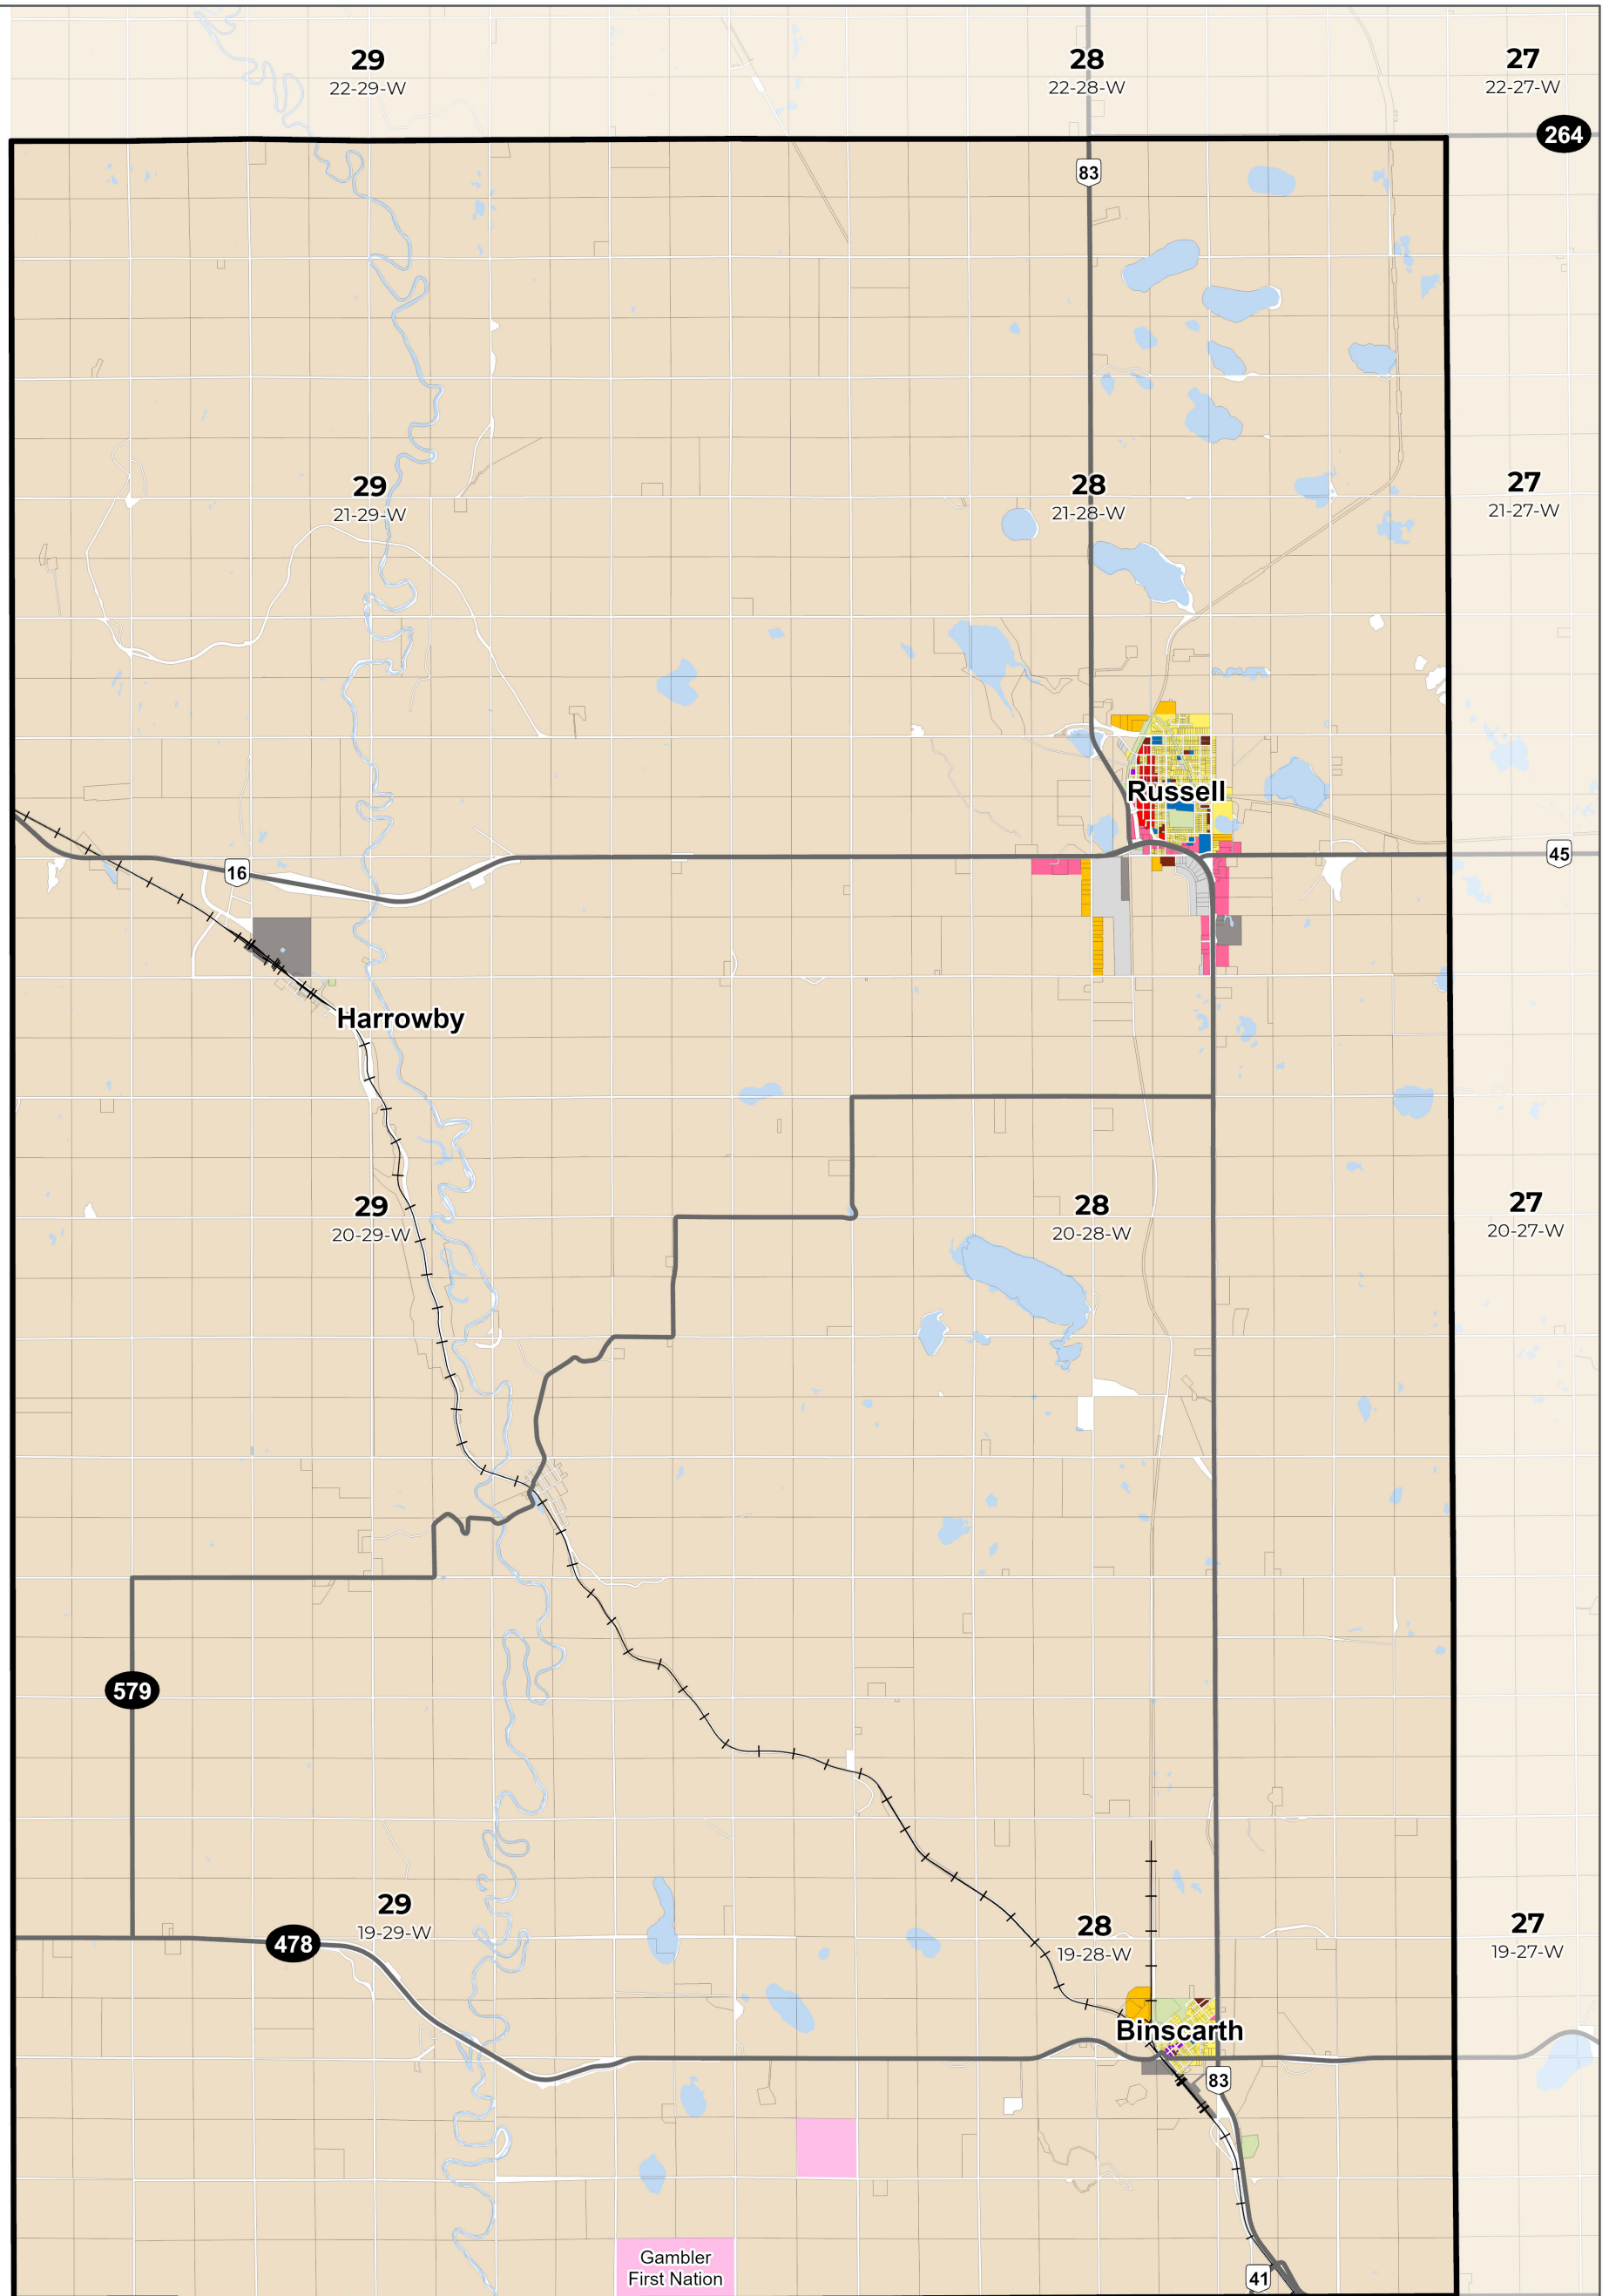 29
22-29-W
28
22-28-W
27
22-27-W
264
83
29
21-29-W
28
21-28-W
27
21-27-W
Russell
45
16
Harrowby
29
20-29-W
28
20-28-W
27
20-27-W
579
29
19-29-W
478
28
19-28-W
27
19-27-W
Binscarth
83
Gambler
First Nation
41